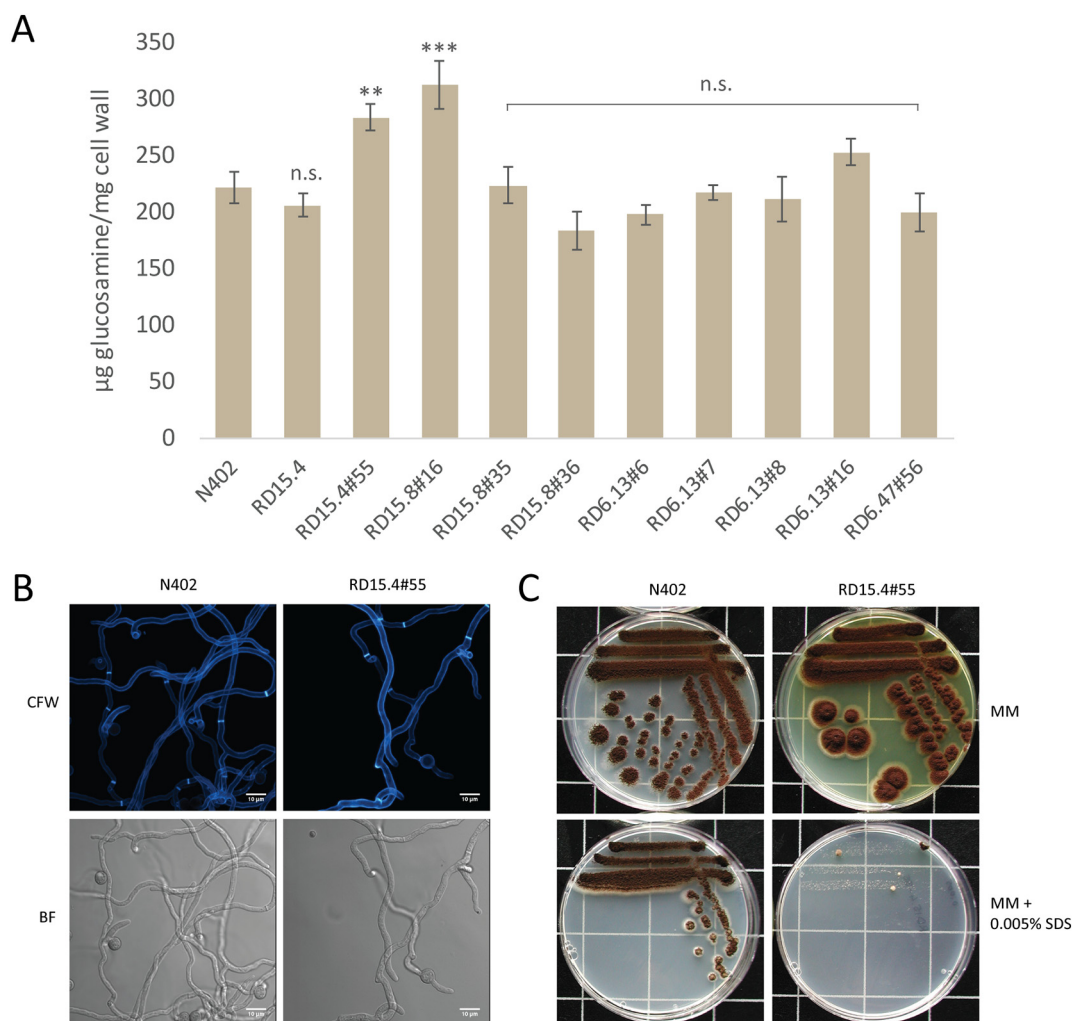 A
µg glucosamine/mg cell wall
350
300
250
200
150
100
50
0
n.s.
**
***
n.s.
N402
RD15.4
RD15.4#55
RD15.8#16
RD15.8#35
RD15.8#36
RD6.13#6
RD6.13#7
RD6.13#8
RD6.13#16
RD6.47#56
B
N402
RD15.4#55
CFW
10 µm
10 µm
BF
10 µm
10 µm
C
N402
RD15.4#55
MM
MM +
0.005% SDS